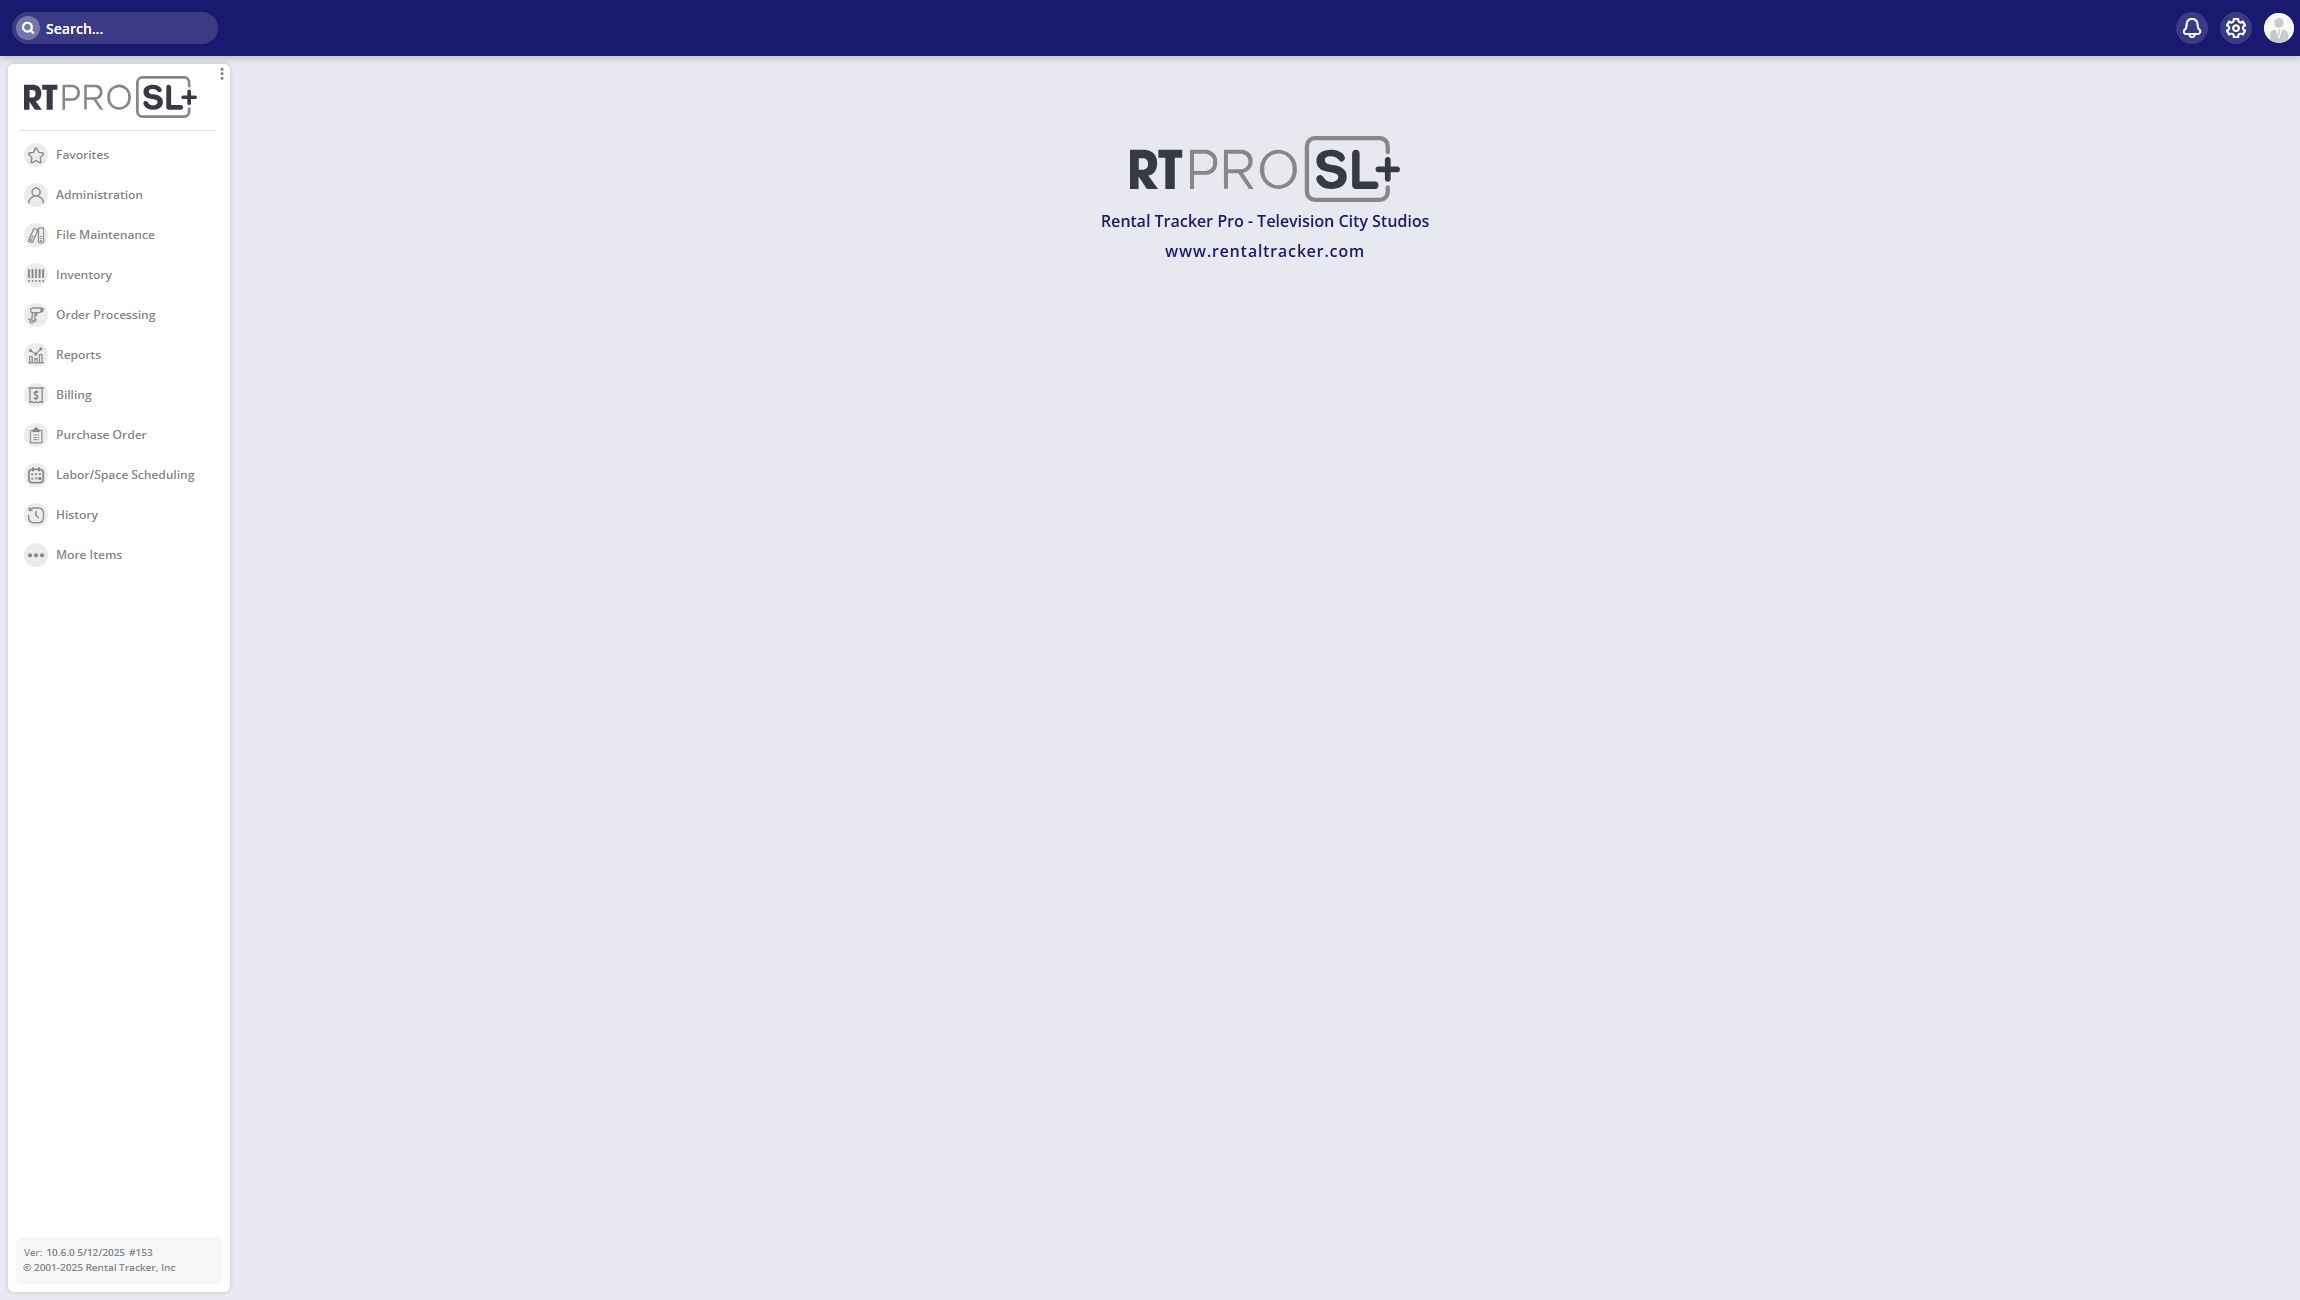 Search...
RTPRO SL+
Favorites
Administration
File Maintenance
Inventory
Order Processing
Reports
Billing
Purchase Order
Labor/Space Scheduling
History
More Items
Ver: 10.6.0 5/12/2025 #153
© 2001-2025 Rental Tracker, Inc
RTPRO SL+
Rental Tracker Pro - Television City Studios
www.rentaltracker.com